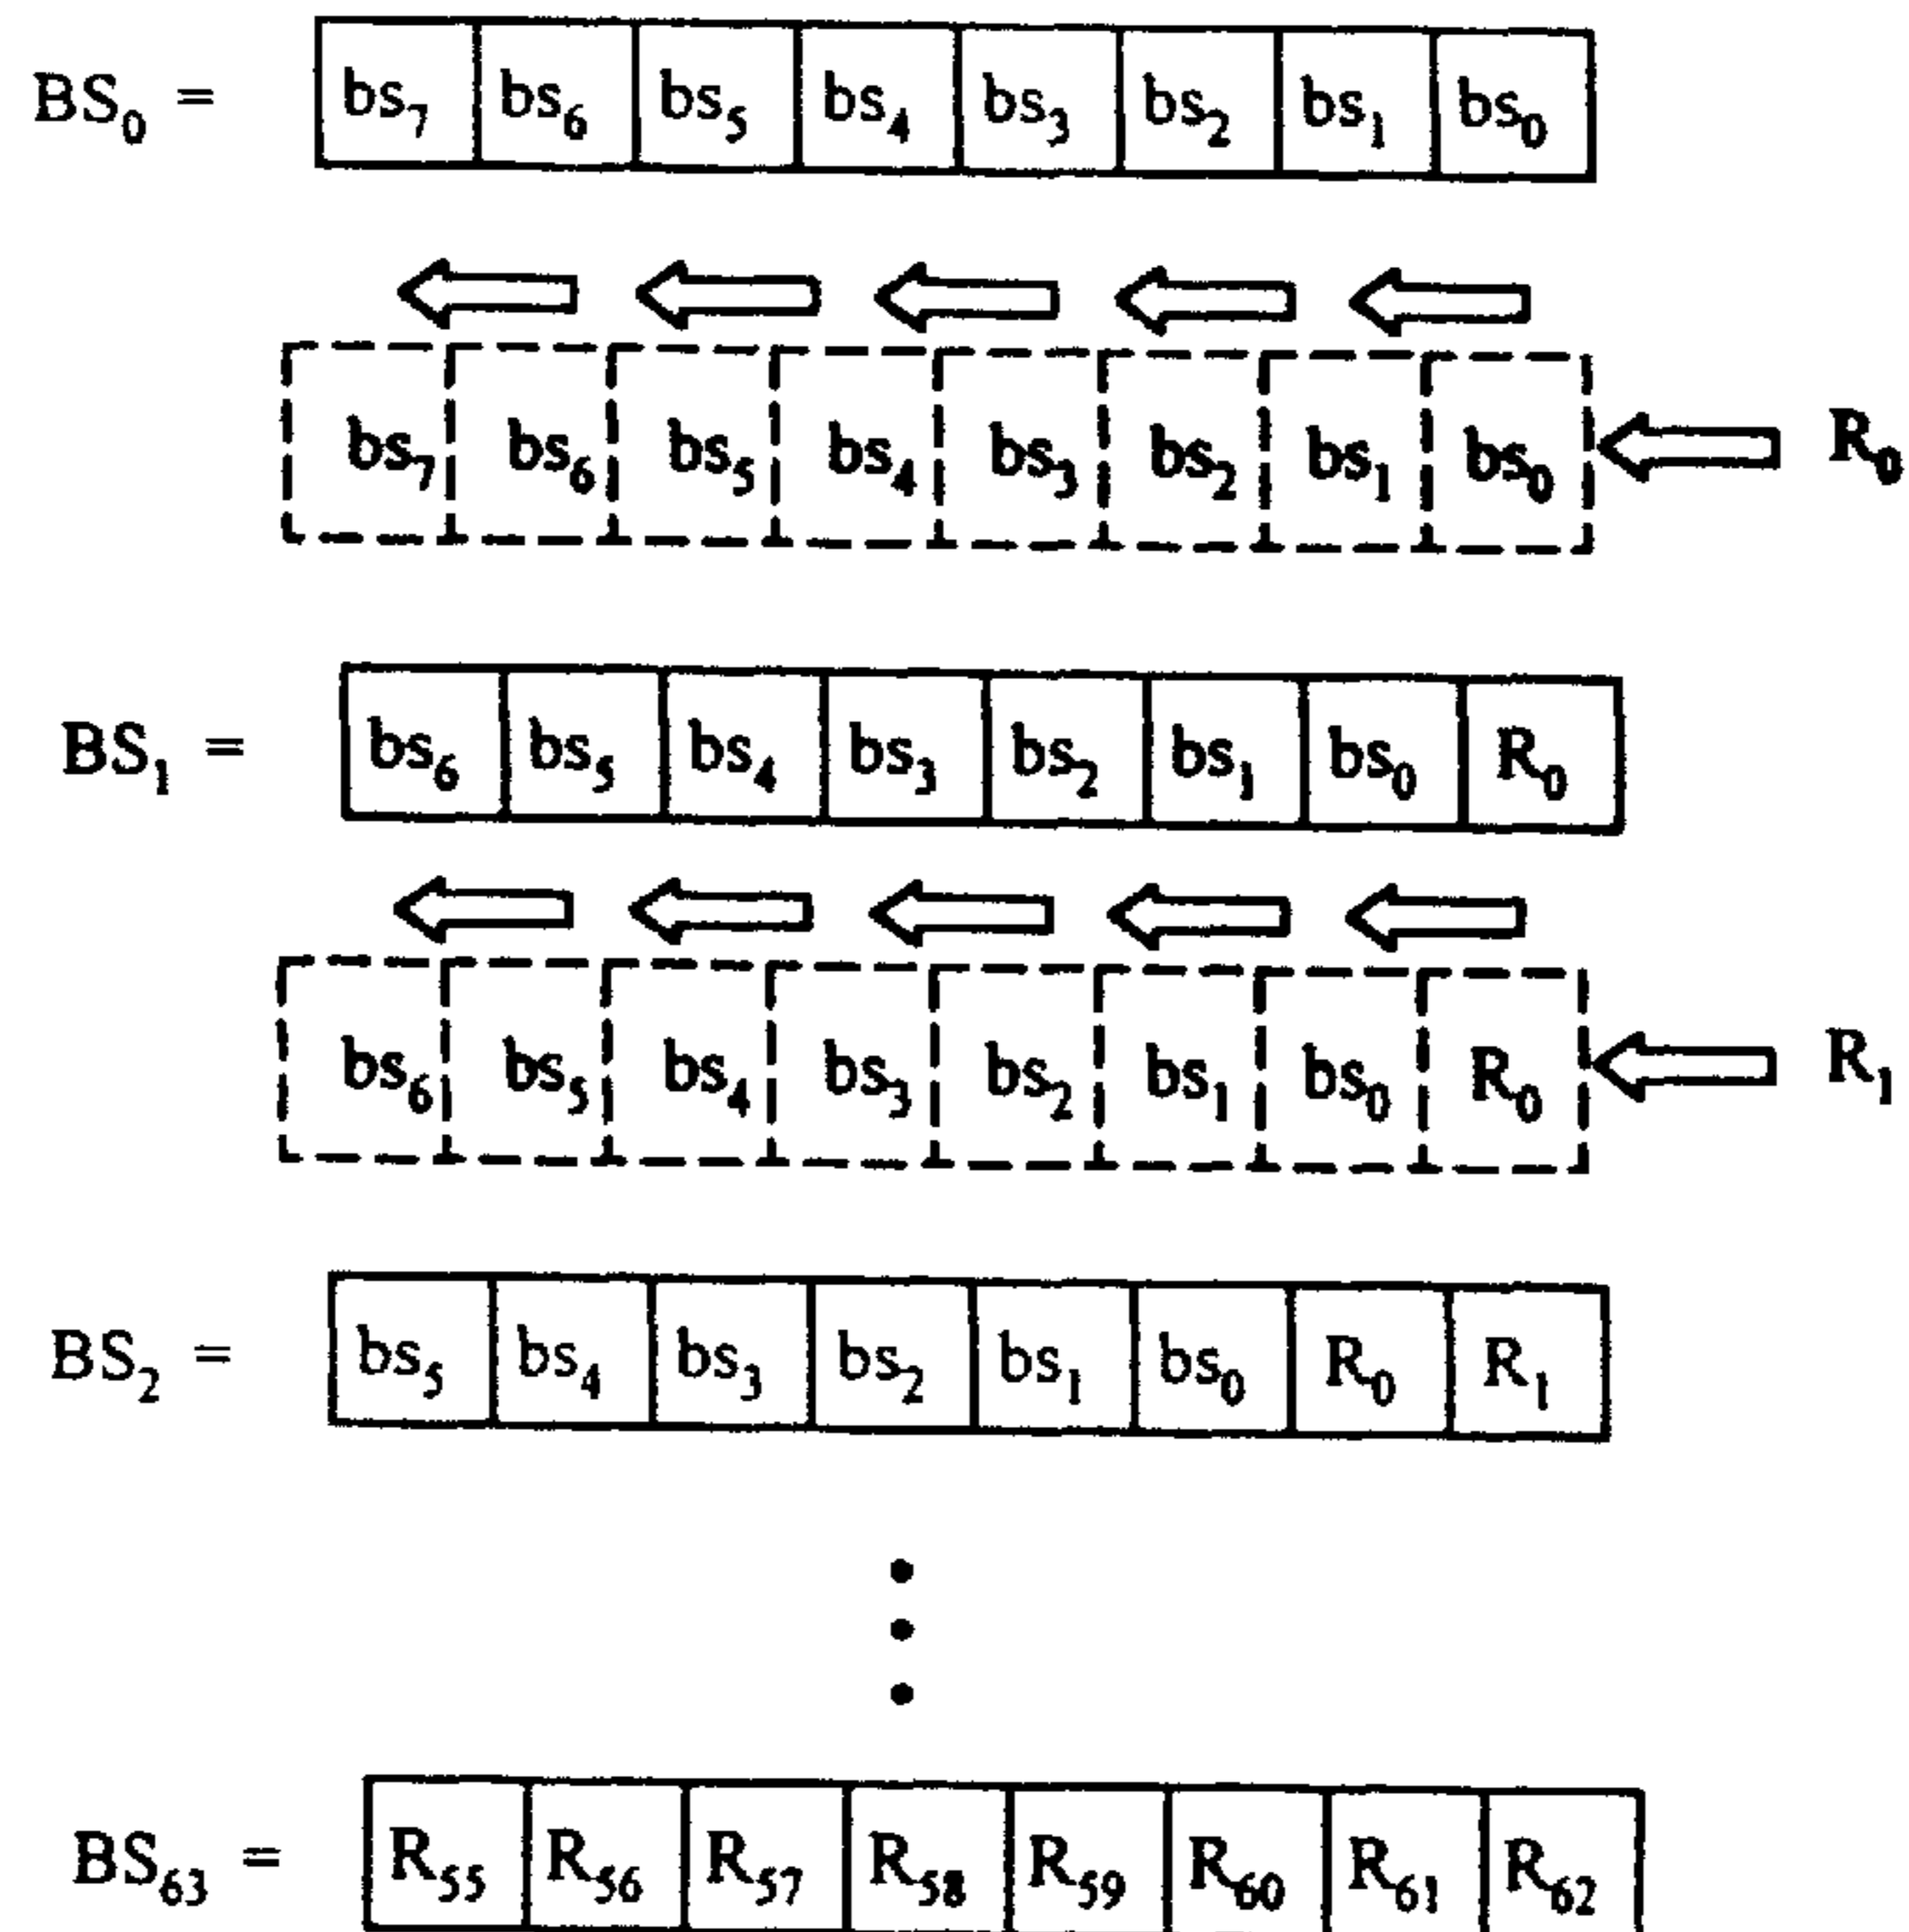 BS₀ = bs₇ bs₆ bs₅ bs₄ bs₃ bs₂ bs₁ bs₀
bs₇ bs₆ bs₅ bs₄ bs₃ bs₂ bs₁ bs₀ R₀
BS₁ = bs₆ bs₅ bs₄ bs₃ bs₂ bs₁ bs₀ R₀
bs₆ bs₅ bs₄ bs₃ bs₂ bs₁ bs₀ R₀ R₁
BS₂ = bs₅ bs₄ bs₃ bs₂ bs₁ bs₀ R₀ R₁
BS₆₃ = R₅₅ R₅₆ R₅₇ R₅₈ R₅₉ R₆₀ R₆₁ R₆₂